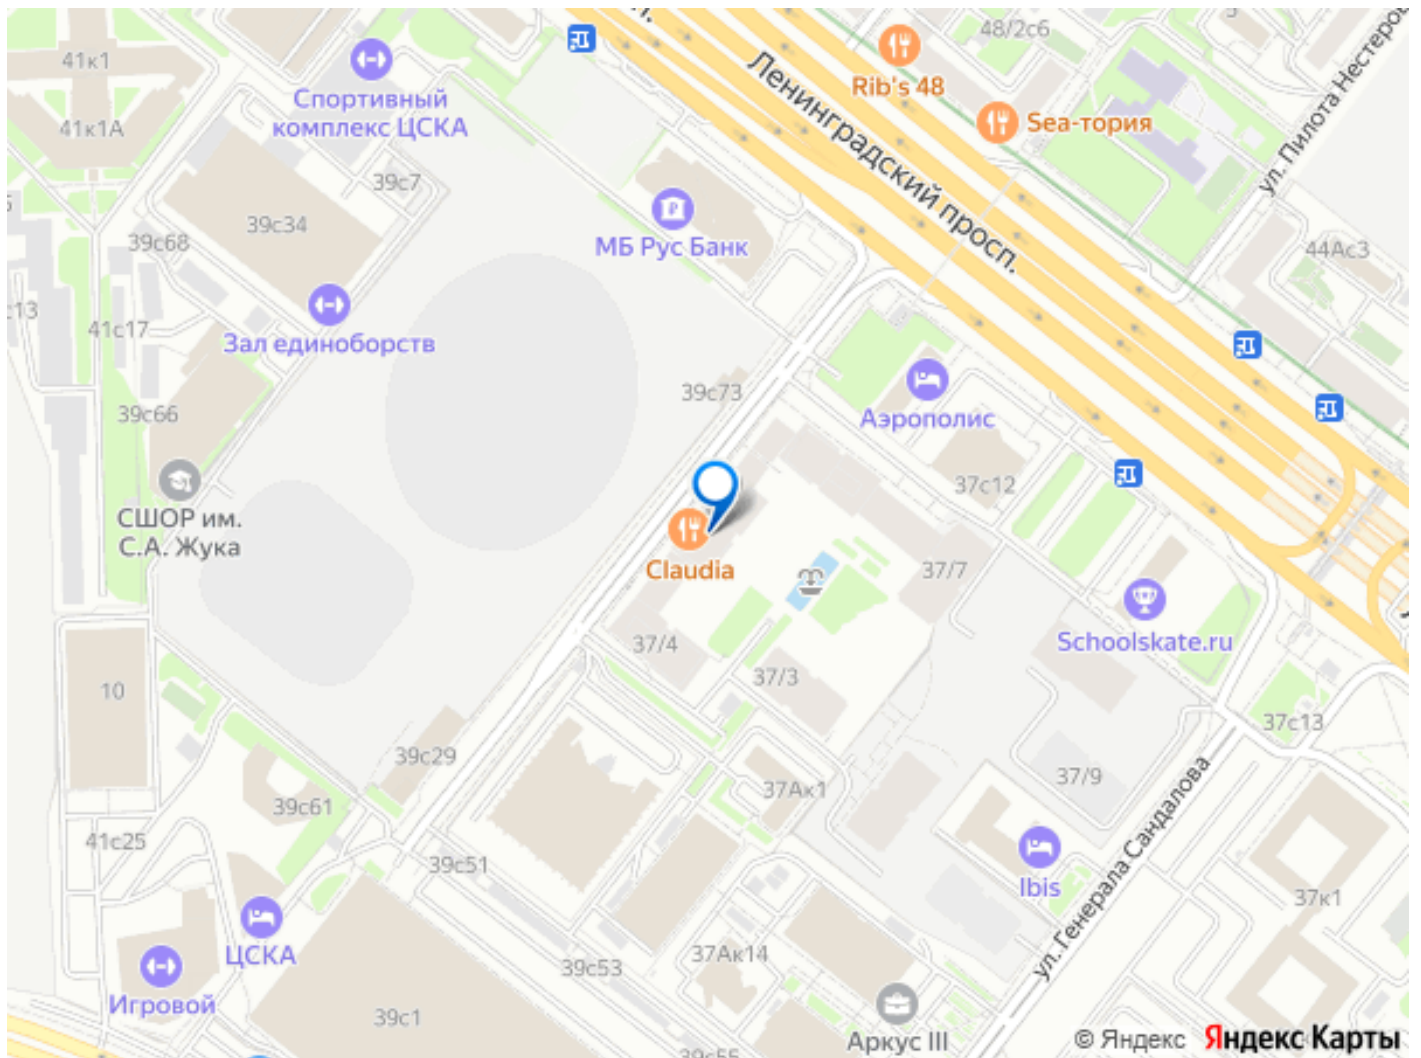 41к1
Спортивный
комплекс ЦСКА
41к1А
39с7
39с34
39с68
МБ Рус Банк
Rib's 48
48/2с6
Sea-тория
Ленинградский просп.
ул. Пилота Нестеров
44Ас3
с13
41с17
Зал единоборств
39с66
39с73
Аэрополис
37с12
СШОР им.
С.А. Жука
Claudia
37/7
37/4
37/3
Schoolskate.ru
10
37с13
39с29
37Ак1
37/9
39с61
41с25
39с51
Ibis
ул. Генерала Сандалова
37к1
ЦСКА
37Ак14
39с53
Игровой
39с1
Аркус III
39с55
© Яндекс Яндекс Карты